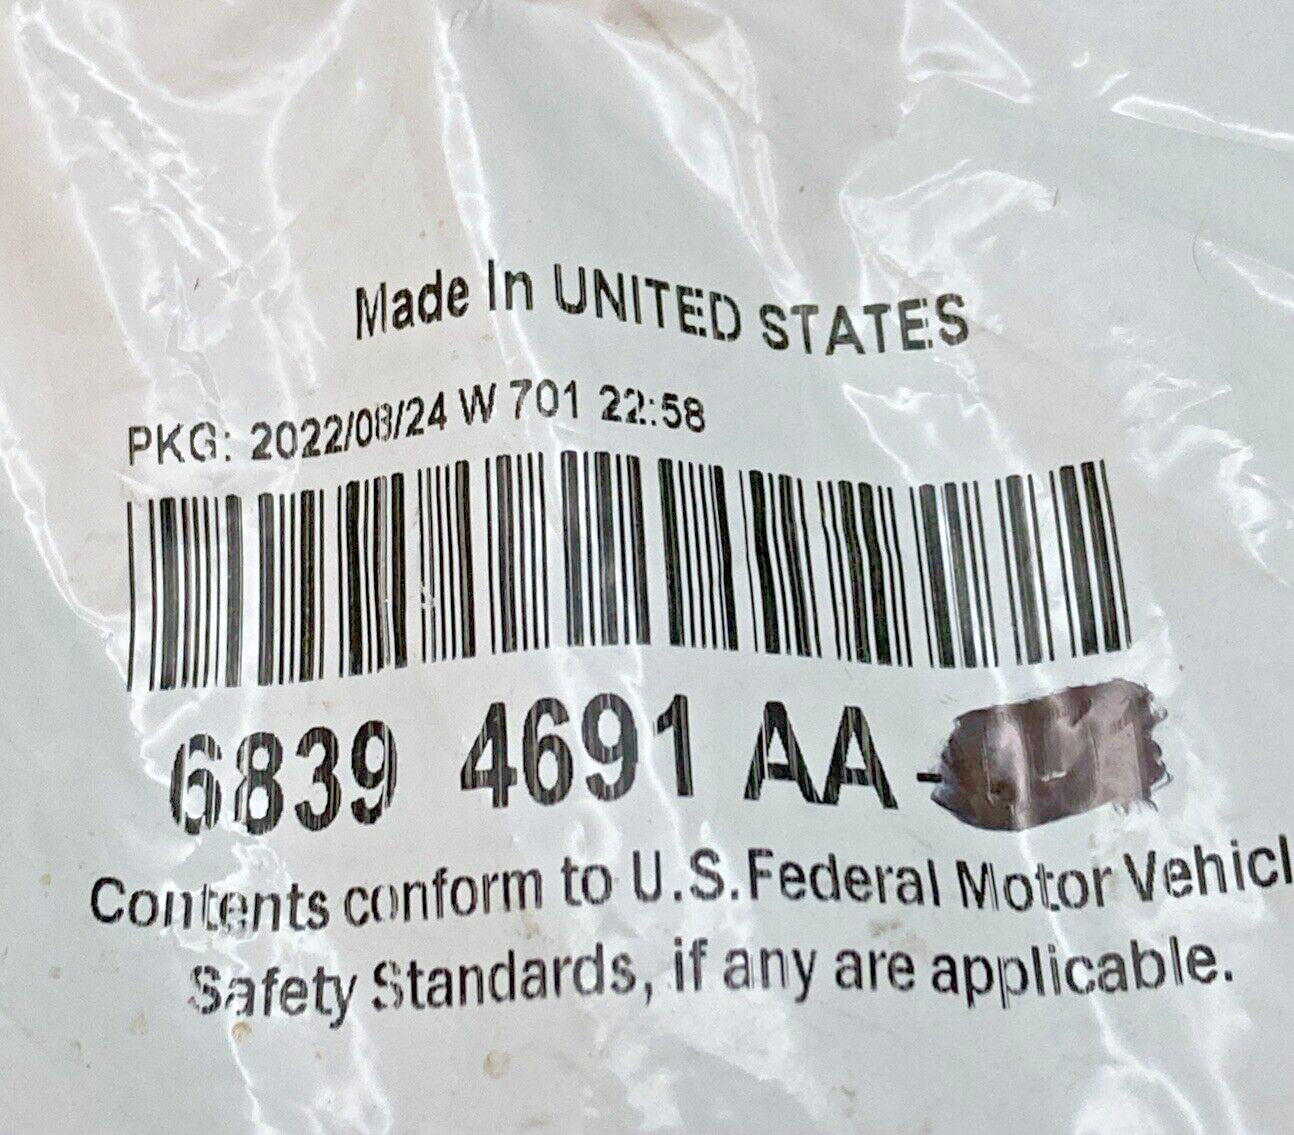 Made In UNITED STATES
PKG: 2022/08/24 W 701 22:58
6839 4691 AA -
Contents conform to U.S. Federal Motor Vehicl
Safety Standards, if any are applicable.